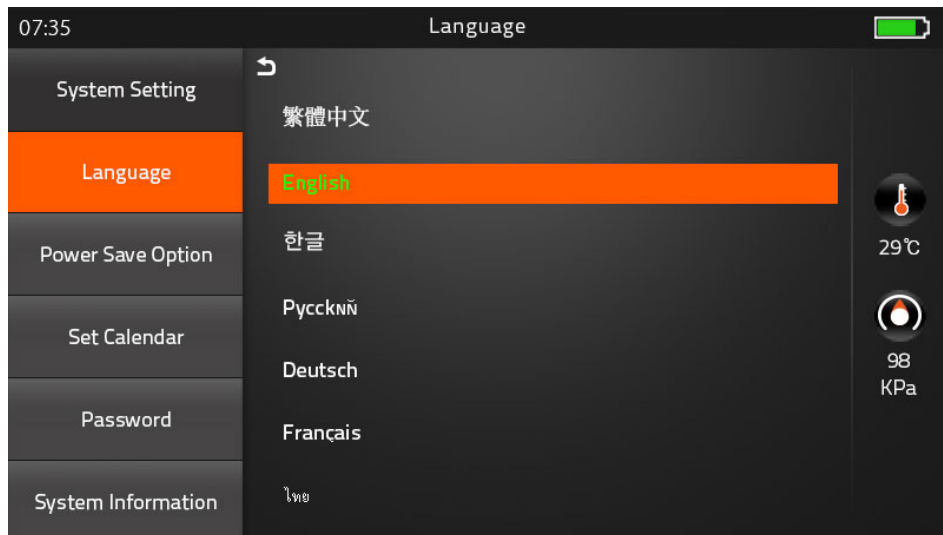 07:35
Language
System Setting
Language
Power Save Option
Set Calendar
Password
System Information
繁體中文
English
한글
Русскɴй
Deutsch
Français
ไทย
29℃
98
KPa